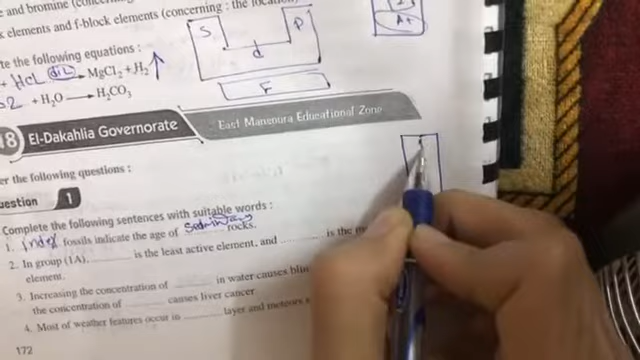 e and bromine (concerning
k elements and f-block elements (concerning : the location
te the following equations :
+ HCL dil → MgCl₂ + H₂ ↑
+H₂O → H₂CO₃
S
d
P
F
18 El-Dakahlia Governorate East Mansoura Educational Zone
er the following questions :
uestion 1
Complete the following sentences with suitable words :
1. index fossils indicate the age of sedimintary rocks.
2. In group (1A), .......... is the least active element, and .......... is the
element.
3. Increasing the concentration of .......... in water causes
the concentration of .......... causes liver cancer
4. Most of weather features occur in .......... layer and meteors
172